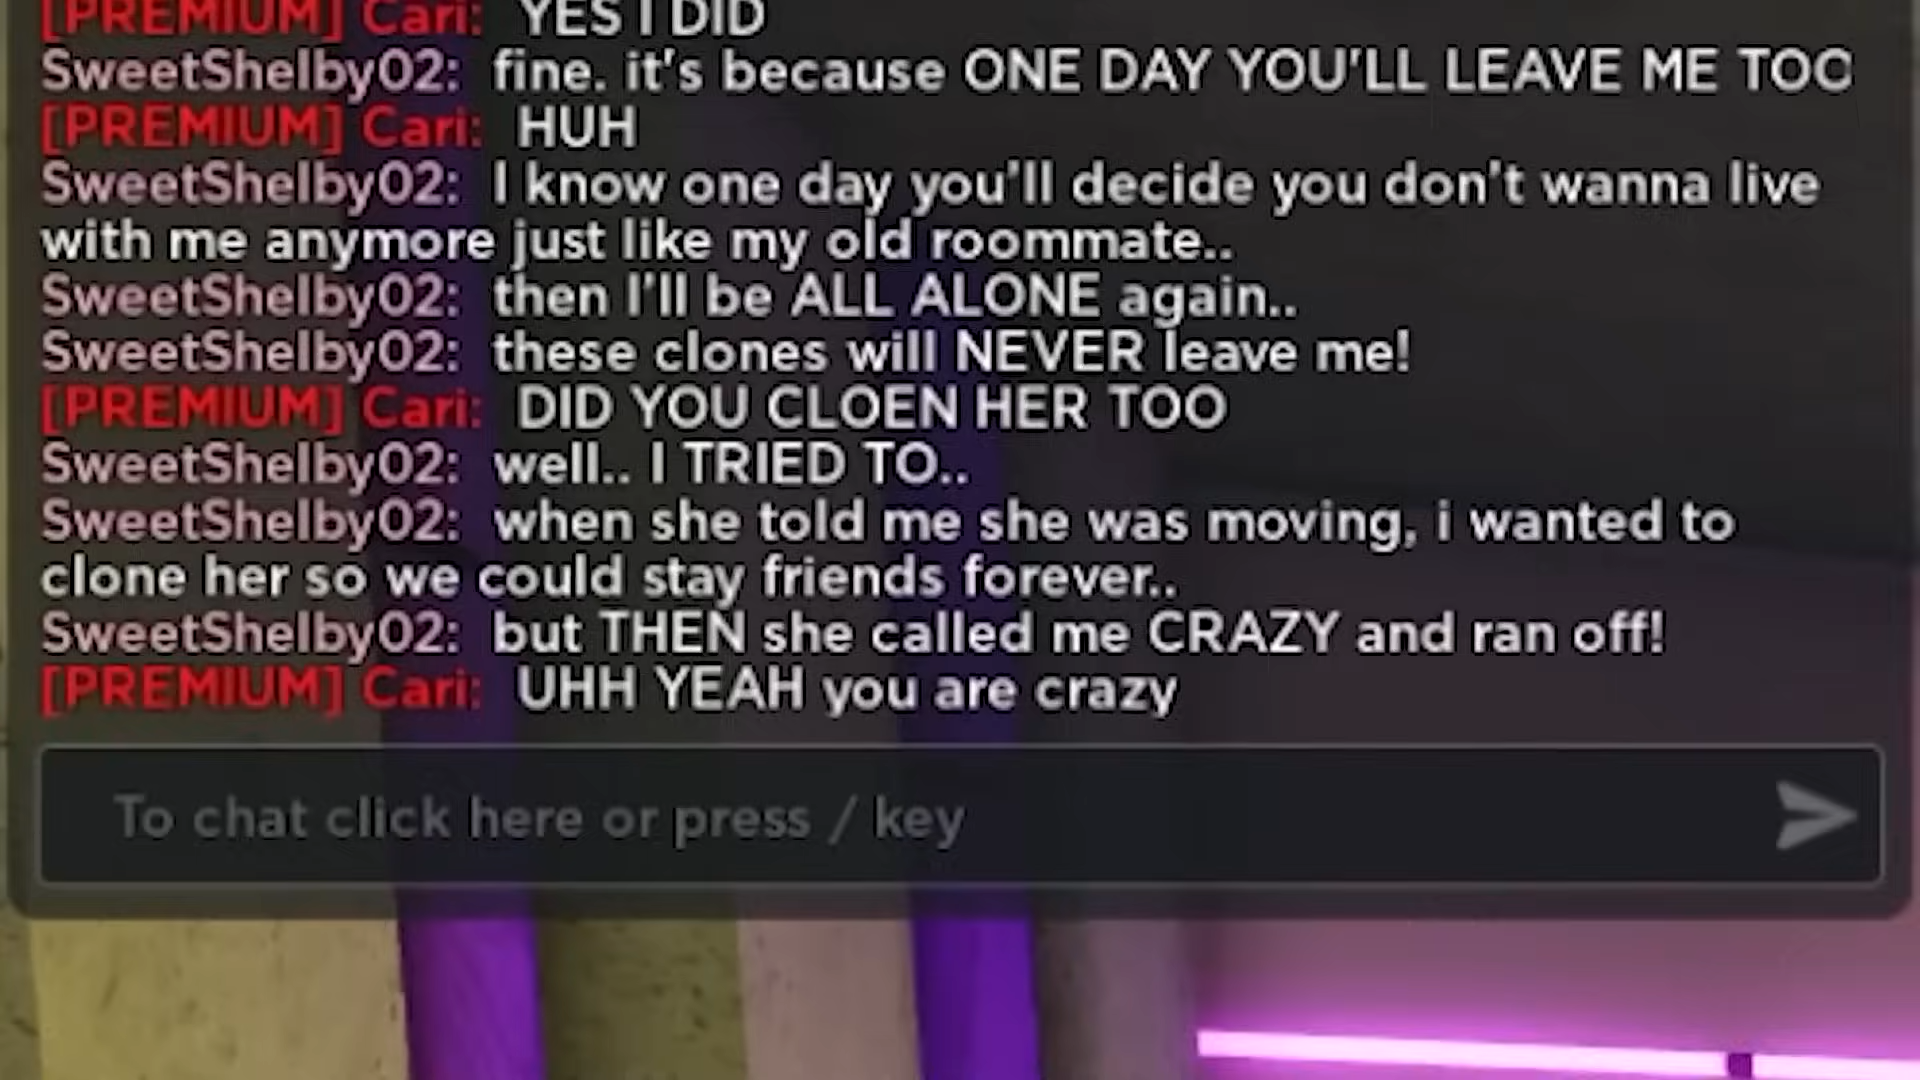 [PREMIUM] Cari: YES I DID
SweetShelby02: fine. it's because ONE DAY YOU'LL LEAVE ME TOO
[PREMIUM] Cari: HUH
SweetShelby02: I know one day you'll decide you don't wanna live
with me anymore just like my old roommate..
SweetShelby02: then I'll be ALL ALONE again..
SweetShelby02: these clones will NEVER leave me!
[PREMIUM] Cari: DID YOU CLOEN HER TOO
SweetShelby02: well.. I TRIED TO..
SweetShelby02: when she told me she was moving, i wanted to
clone her so we could stay friends forever..
SweetShelby02: but THEN she called me CRAZY and ran off!
[PREMIUM] Cari: UHH YEAH you are crazy
To chat click here or press / key